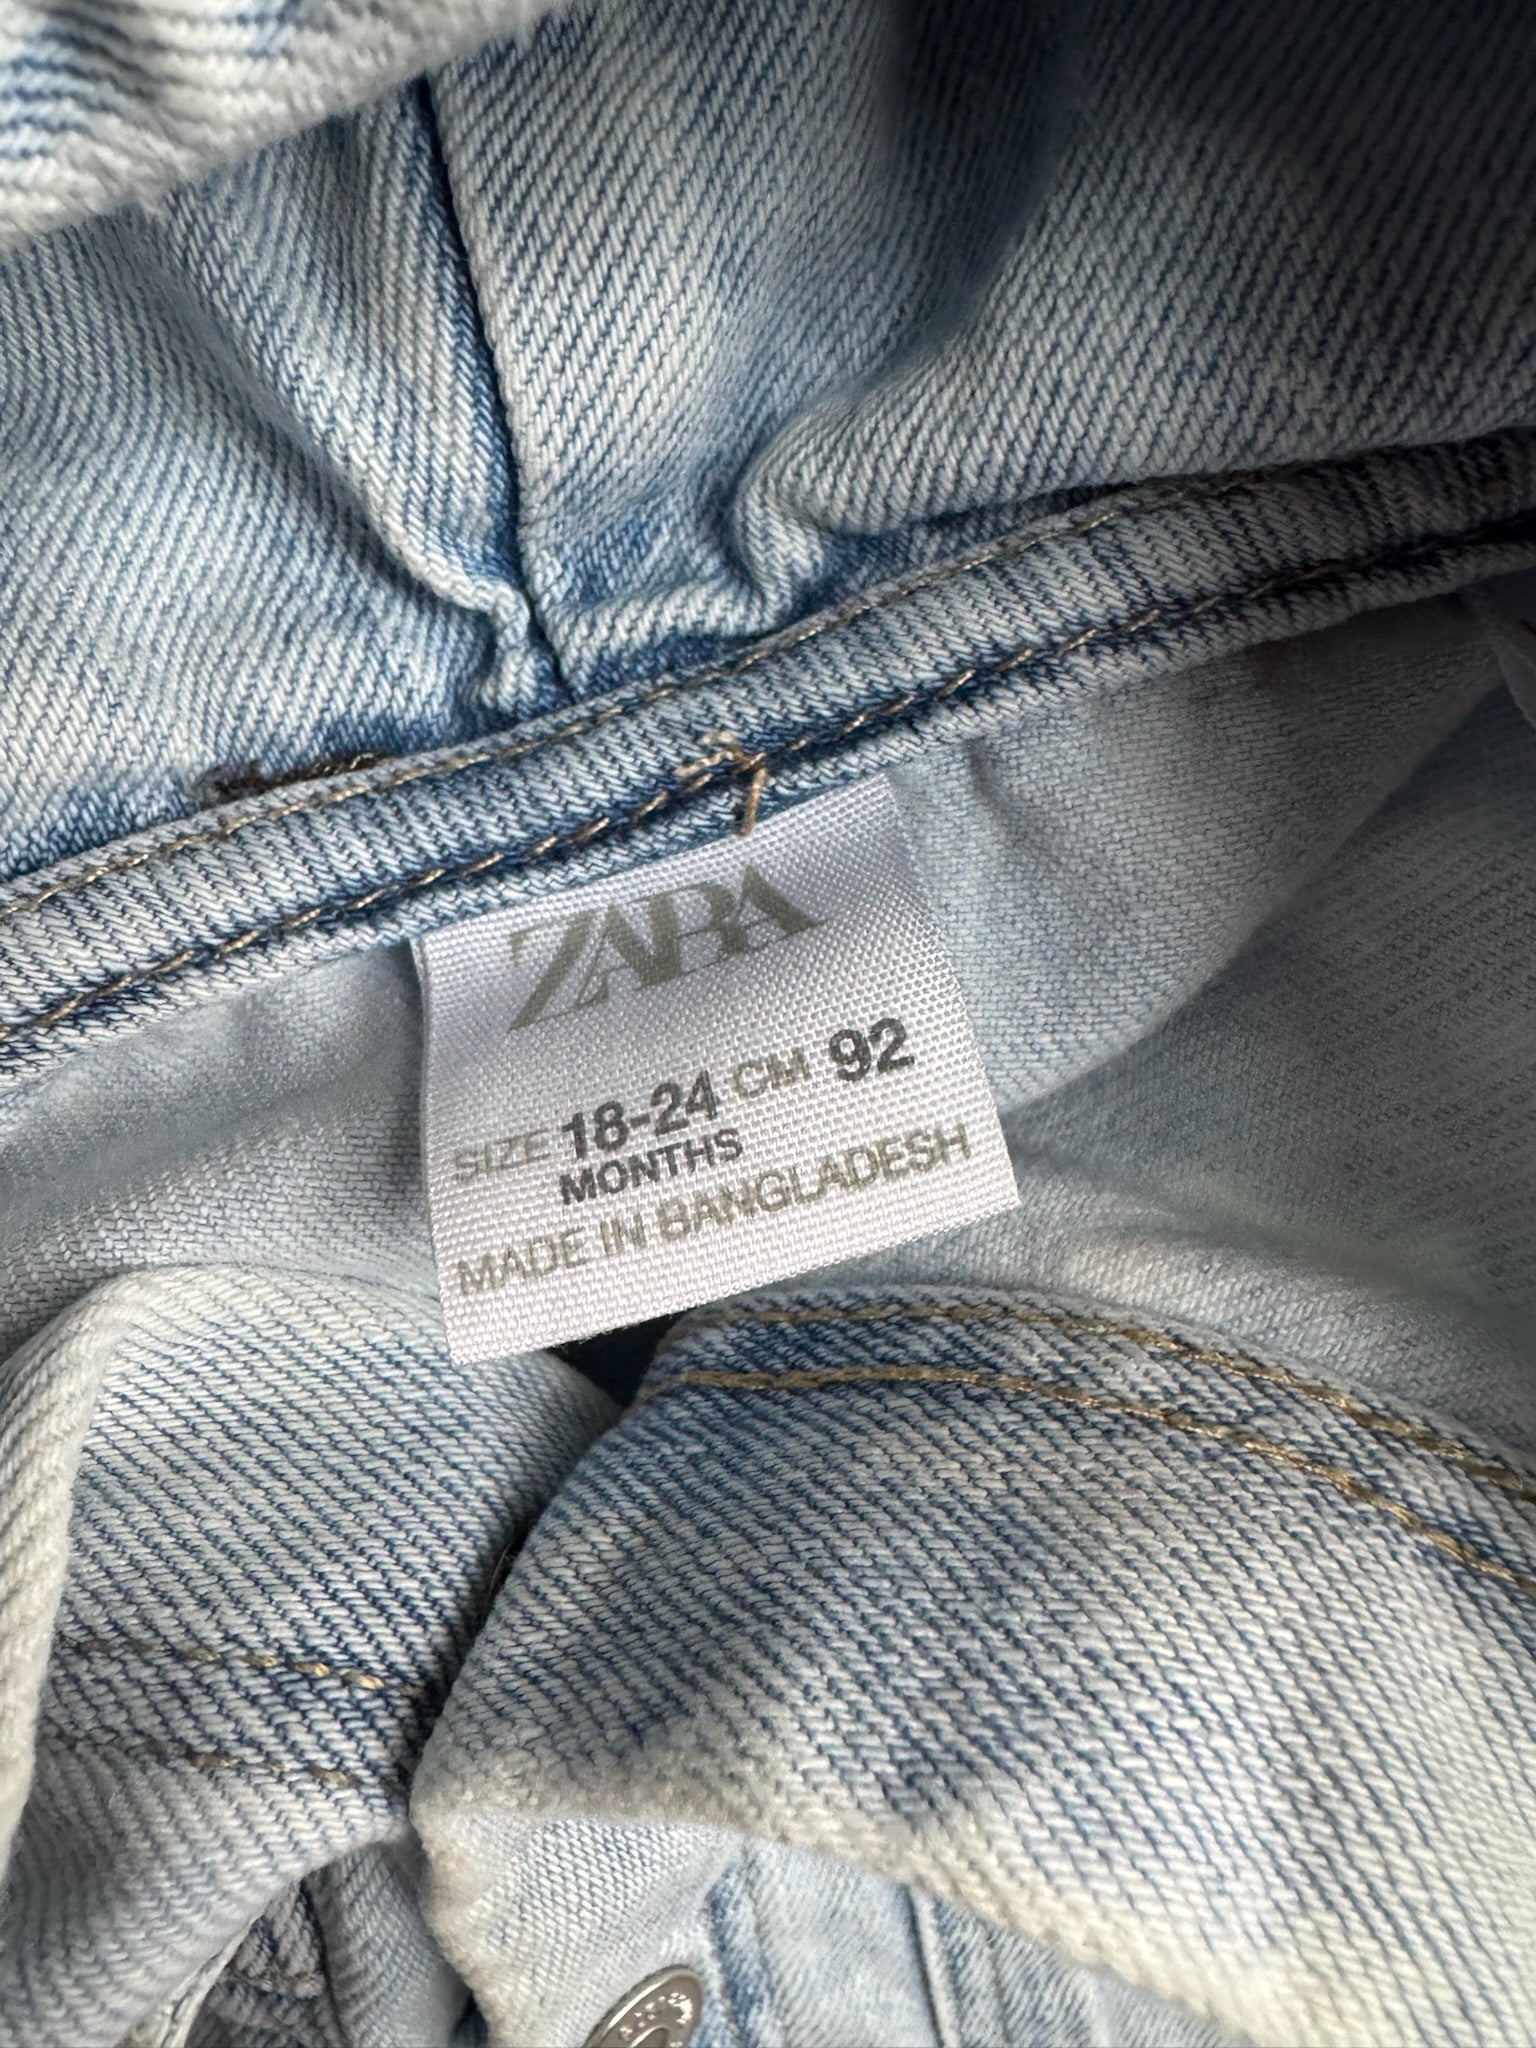 ZARA
SIZE 18-24 CM 92
MONTHS
MADE IN BANGLADESH